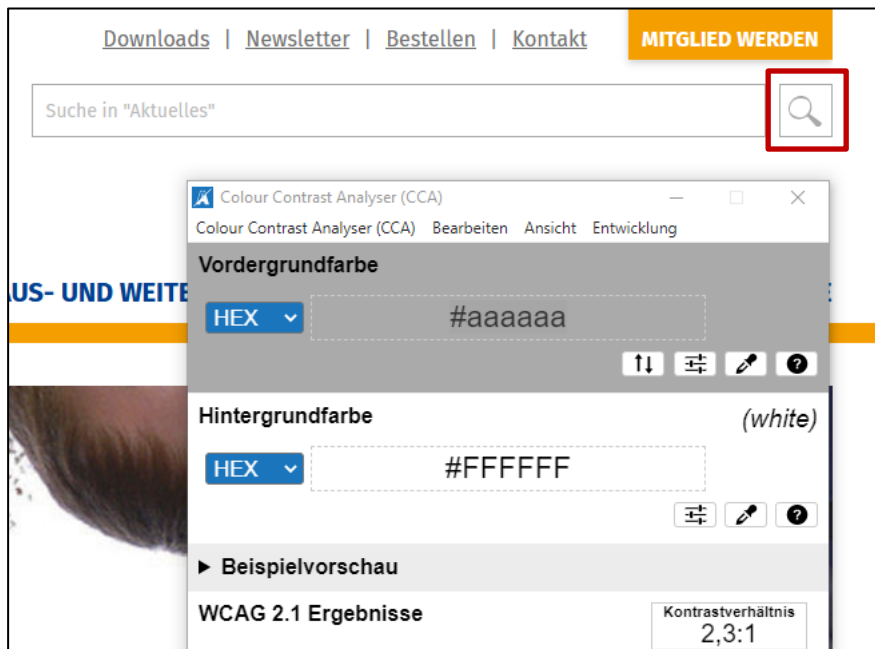 Downloads | Newsletter | Bestellen | Kontakt MITGLIED WERDEN
Suche in "Aktuelles"
Colour Contrast Analyser (CCA)
Colour Contrast Analyser (CCA) Bearbeiten Ansicht Entwicklung
US- UND WEITE
Vordergrundfarbe
HEX #aaaaaa
Hintergrundfarbe (white)
HEX #FFFFFF
Beispielvorschau
WCAG 2.1 Ergebnisse
Kontrastverhältnis
2,3:1